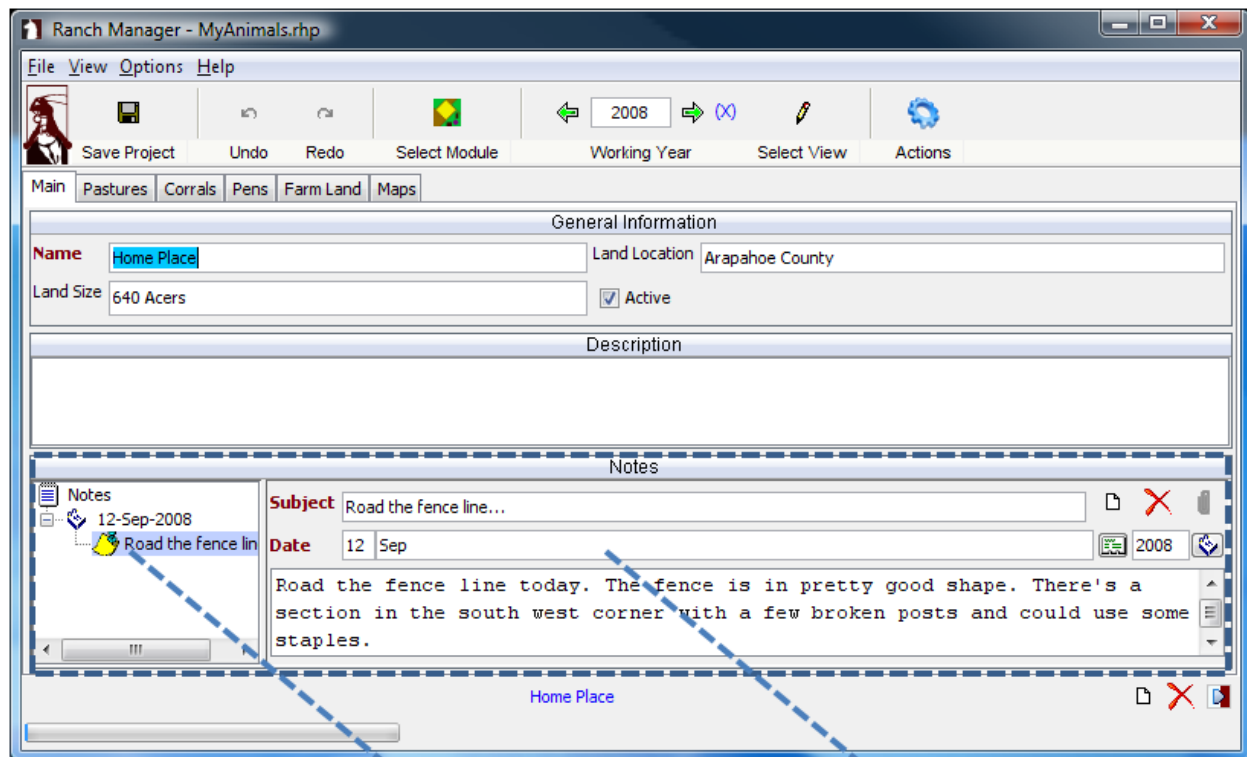 Ranch Manager - MyAnimals.rhp
File View Options Help
2008 (X)
Save Project Undo Redo Select Module Working Year Select View Actions
Main Pastures Corrals Pens Farm Land Maps
General Information
Name Home Place Land Location Arapahoe County
Land Size 640 Acers Active
Description
Notes
Notes
12-Sep-2008
Road the fence lin
Subject Road the fence line...
Date 12 Sep 2008
Road the fence line today. The fence is in pretty good shape. There's a
section in the south west corner with a few broken posts and could use some
staples.
Home Place